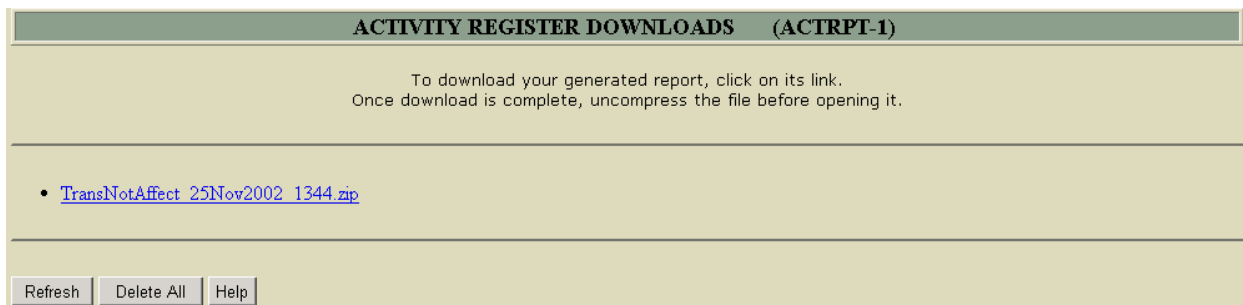 ACTIVITY REGISTER DOWNLOADS (ACTRPT-1)
To download your generated report, click on its link.
Once download is complete, uncompress the file before opening it.
TransNotAffect_25Nov2002_1344.zip
Refresh Delete All Help